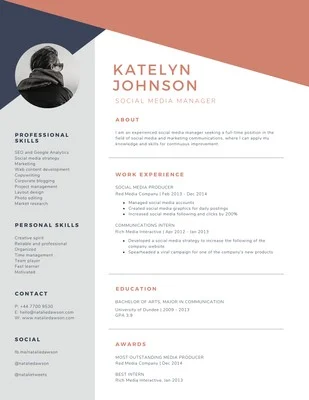 KATELYN
JOHNSON
SOCIAL MEDIA MANAGER
ABOUT
I am an experienced social media manager seeking a full-time position in the
field of social media and marketing communications, where I can apply my
knowledge and skills for continuous improvement.
WORK EXPERIENCE
SOCIAL MEDIA PRODUCER
Red Media Company | Feb 2013 - Dec 2014
Managed social media accounts
Created social media graphics for daily postings
Increased social media following and clicks by 200%
COMMUNICATIONS INTERN
Rich Media Interactive | Apr 2012 - Jan 2013
Developed a social media strategy to increase the following of the
company website
Spearheaded a viral campaign for one of the company's new products
EDUCATION
BACHELOR OF ARTS, MAJOR IN COMMUNICATION
University of Dundee | 2009 - 2013
GPA 3.8
AWARDS
MOST OUTSTANDING MEDIA PRODUCER
Red Media Company | Dec 2014
BEST INTERN
Rich Media Interactive, Jan 2013
PROFESSIONAL
SKILLS
SEO and Google Analytics
Social media strategy
Marketing
Web content development
Copywriting
Corporate blogging
Project management
Layout design
Photo editing
Market research
PERSONAL SKILLS
Creative spirit
Reliable and professional
Organized
Time management
Team player
Fast learner
Motivated
CONTACT
P: +44 7700 9530
E: hello@nataliedawson.com
W: www.nataliedawson.com
SOCIAL
fb.me/nataliedawson
@nataliedawson
@natalietweets